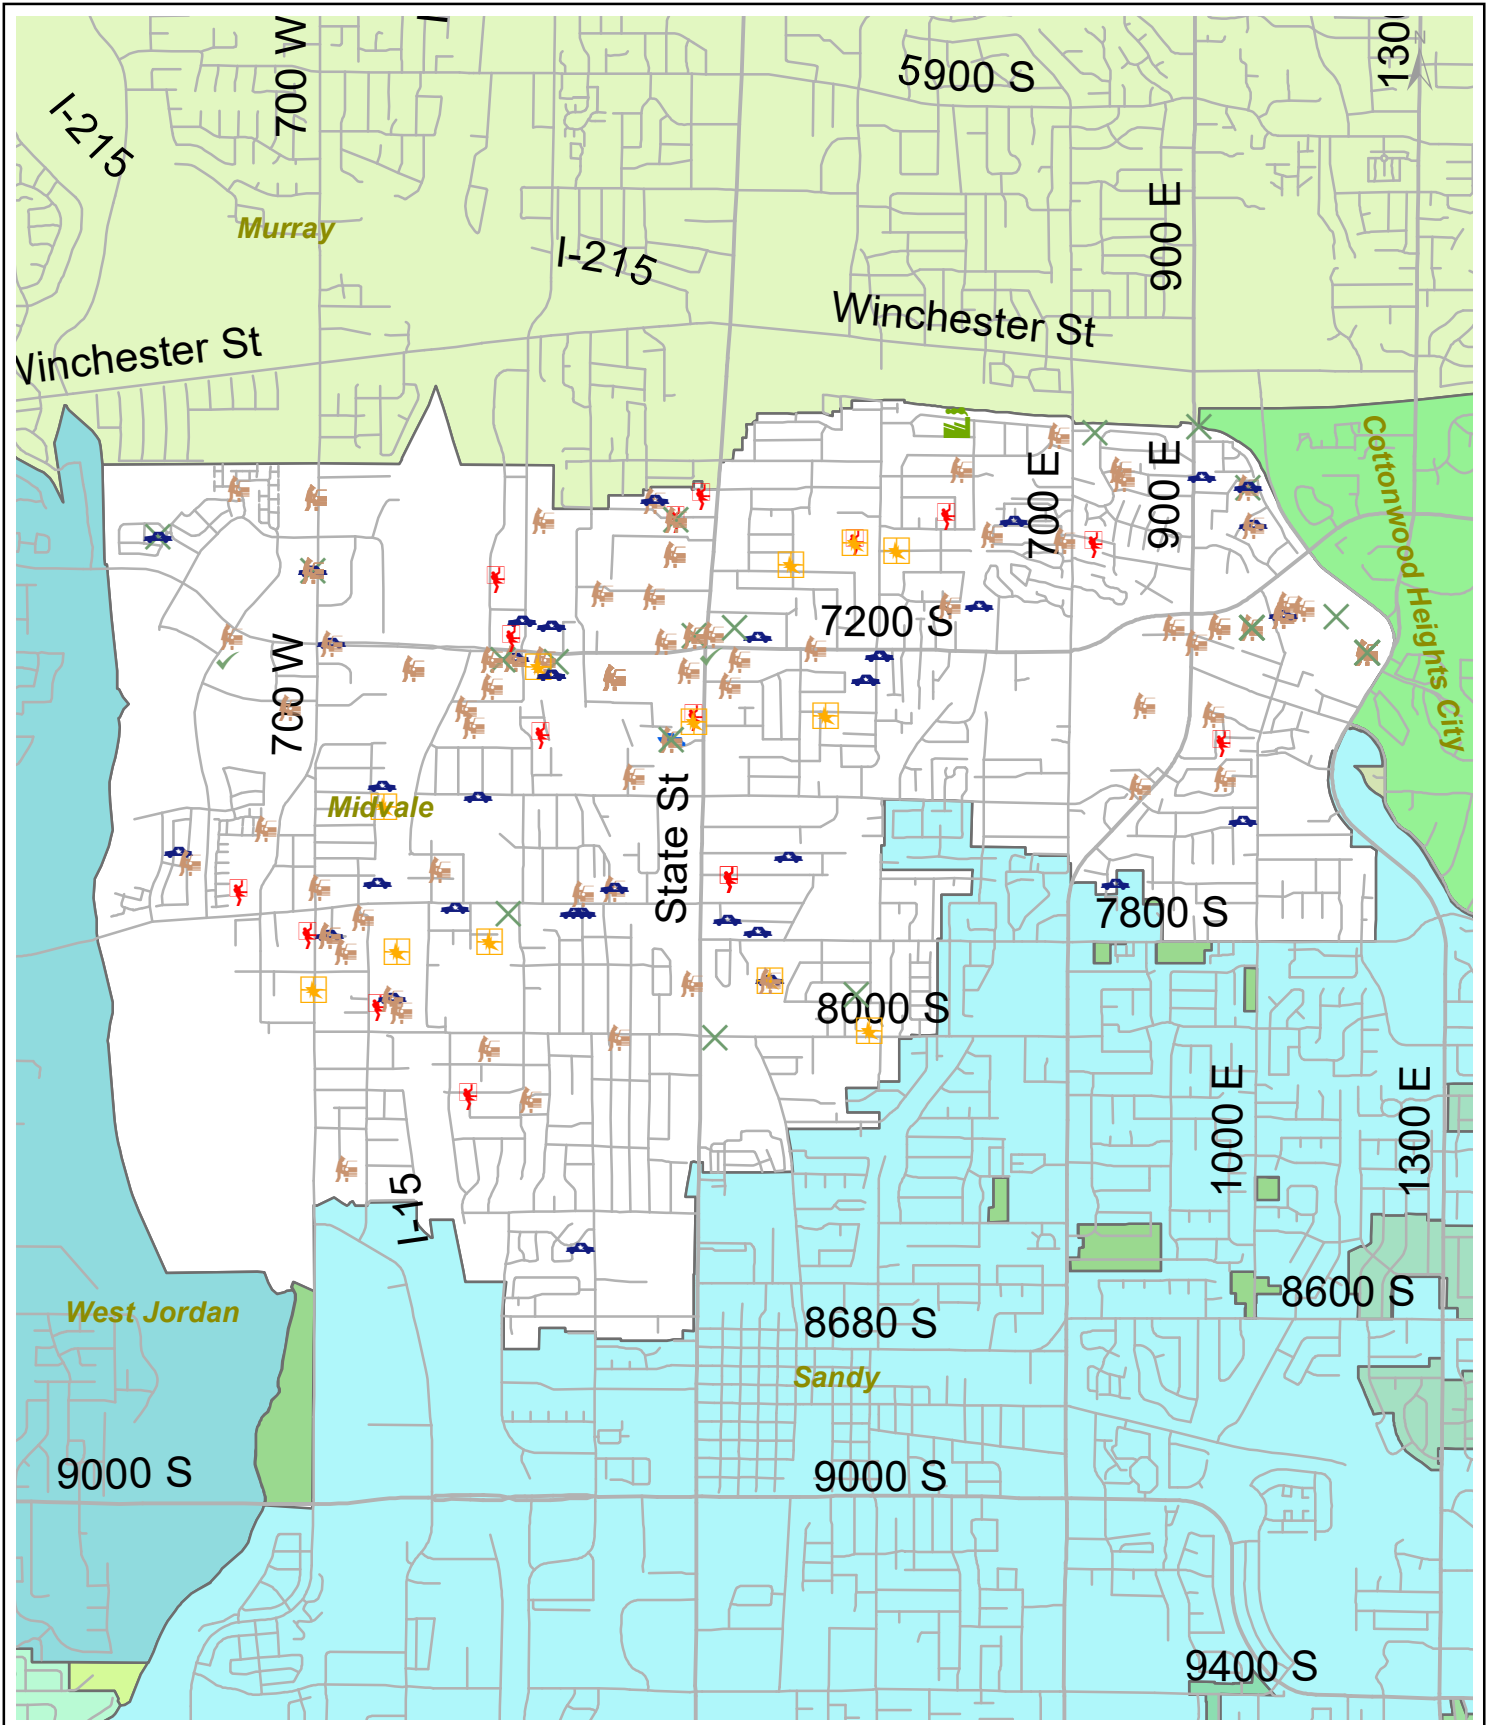 700 W
1300
5900 S
I-215
Murray
900 E
I-215
Winchester St
Winchester St
Cottonwood Heights City
700 E
900 E
7200 S
700 W
Midvale
State St
7800 S
8000 S
1000 E
1300 E
I-15
West Jordan
8600 S
8680 S
Sandy
9000 S
9000 S
9400 S